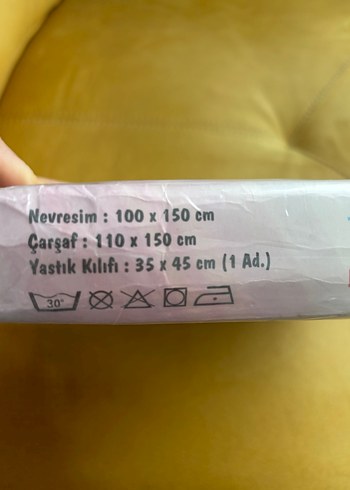 Nevresim : 100 x 150 cm
Çarşaf : 110 x 150 cm
Yastık Kılıfı : 35 x 45 cm (1 Ad.)
30°